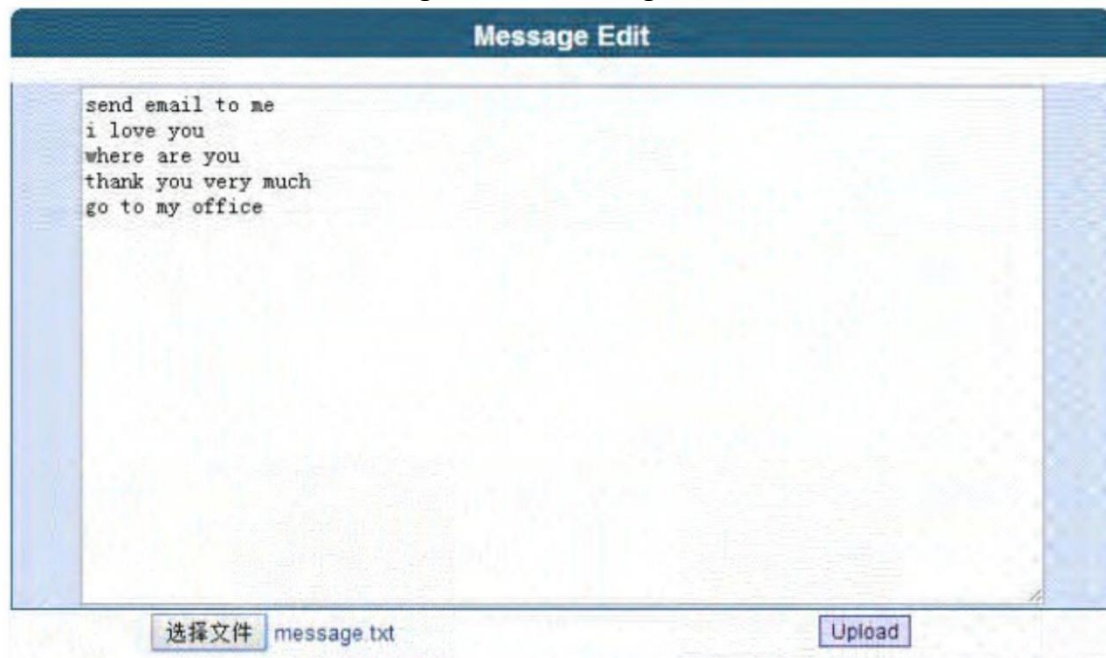 Message Edit
send email to me
i love you
where are you
thank you very much
go to my office
选择文件 message.txt
Upload